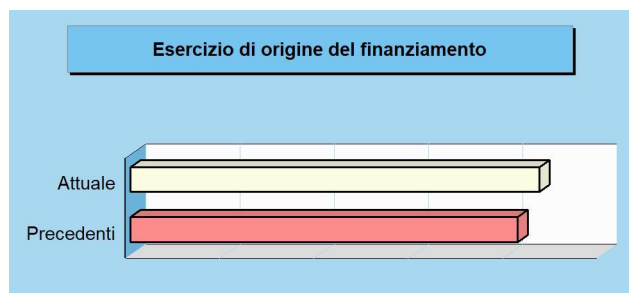 Esercizio di origine del finanziamento
Attuale
Precedenti